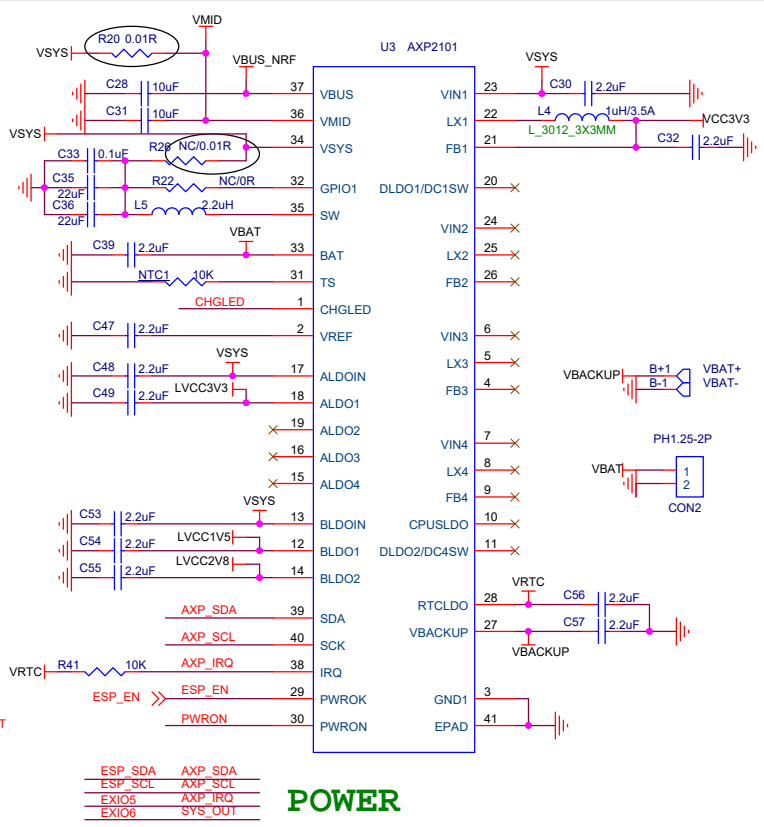 VMID
R20 0.01R
VSYS
VBUS_NRF
U3 AXP2101
VSYS
C28 10uF 37 VBUS
VIN1 23 C30 2.2uF
C31 10uF 36 VMID
LX1 22 L4 1uH/3.5A VCC3V3
L_3012_3X3MM
VSYS
R26 NC/0.01R 34 VSYS
FB1 21 C32 2.2uF
C33 0.1uF
C35 22uF
R22 NC/0R 32 GPIO1
DLDO1/DC1SW 20
C36 22uF
L5 2.2uH 35 SW
VIN2 24
VBAT
C39 2.2uF 33 BAT
LX2 25
NTC1 10K 31 TS
FB2 26
CHGLED 1 CHGLED
C47 2.2uF 2 VREF
VIN3 6
VSYS
LX3 5
C48 2.2uF 17 ALDOIN
FB3 4
VBACKUP B+1 VBAT+
B-1 VBAT-
LVCC3V3
C49 2.2uF 18 ALDO1
19 ALDO2
VIN4 7
PH1.25-2P
16 ALDO3
LX4 8
VBAT 1
2
15 ALDO4
FB4 9
CON2
VSYS
C53 2.2uF 13 BLDOIN
CPUSLDO 10
LVCC1V5
C54 2.2uF 12 BLDO1
DLDO2/DC4SW 11
LVCC2V8
C55 2.2uF 14 BLDO2
VRTC
RTCLDO 28 C56 2.2uF
AXP_SDA 39 SDA
VBACKUP 27 C57 2.2uF
VBACKUP
AXP_SCL 40 SCK
VRTC R41 10K AXP_IRQ 38 IRQ
ESP_EN ESP_EN 29 PWROK
GND1 3
T
PWRON 30 PWRON
EPAD 41
ESP_SDA AXP_SDA
ESP_SCL AXP_SCL
EXIO5 AXP_IRQ
EXIO6 SYS_OUT
POWER